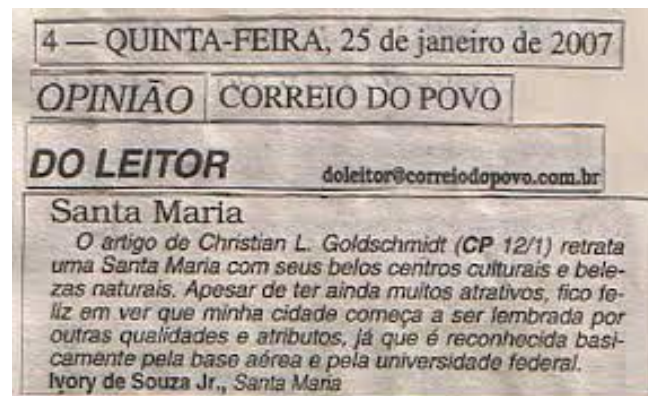 4 — QUINTA-FEIRA, 25 de janeiro de 2007
OPINIÃO CORREIO DO POVO
DO LEITOR doleitor@correiodopovo.com.br
Santa Maria
O artigo de Christian L. Goldschmidt (CP 12/1) retrata
uma Santa Maria com seus belos centros culturais e bele-
zas naturais. Apesar de ter ainda muitos atrativos, fico fe-
liz em ver que minha cidade começa a ser lembrada por
outras qualidades e atributos, já que é reconhecida basi-
camente pela base aérea e pela universidade federal.
Ivory de Souza Jr., Santa Maria